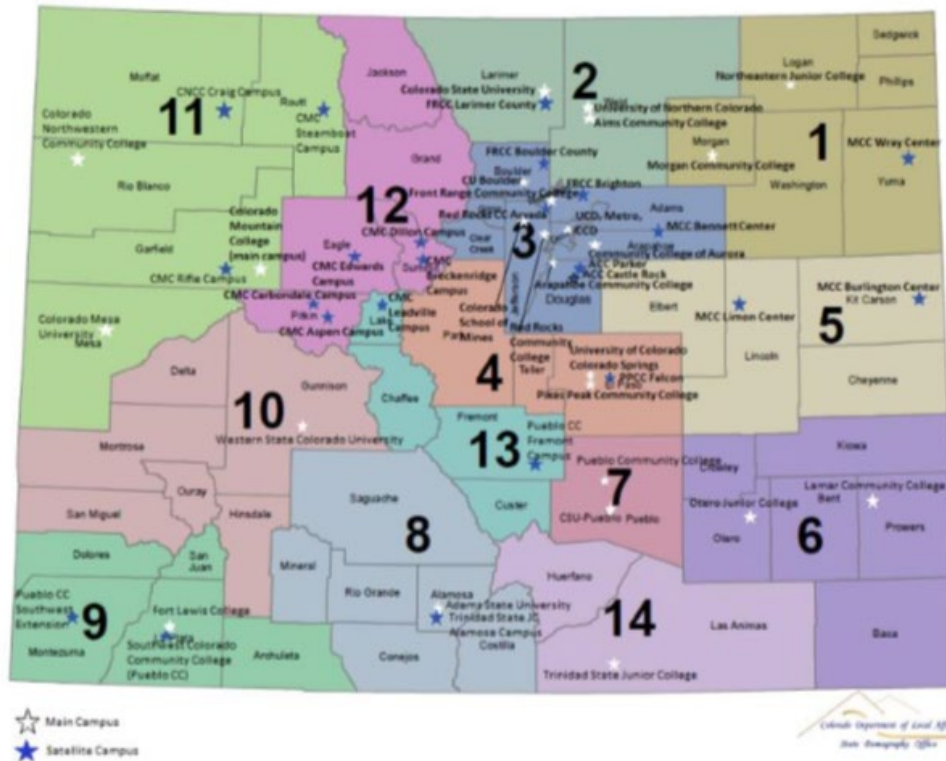 Moffat
CNCC Craig Campus
11
Routt
CMC
Steamboat
Campus
Colorado
Northwestern
Community College
Rio Blanco
Colorado
Mountain
College
(main campus)
Garfield
CMC Rifle Campus
Colorado Mesa
University
Mesa
Jackson
Grand
12
CMC Dillon Campus
Eagle
CMC Edwards
Campus
CMC
Breckenridge
Campus
CMC Carbondale Campus
Pitkin
CMC Aspen Campus
Lake
CMC
Leadville
Campus
Larimer
Colorado State University
FRCC Larimer County
2
Weld
University of Northern Colorado
Aims Community College
FRCC Boulder County
Boulder
CU Boulder
Front Range Community College
FRCC Brighton
Red Rocks CC Arvada
UCD, Metro,
CCD
Adams
MCC Bennett Center
Arapahoe
Community College of Aurora
3
Clear
Creek
Jefferson
ACC Parker
ACC Castle Rock
Arapahoe Community College
Douglas
Colorado
School of
Mines
Red Rocks
Community
College
Logan
Northeastern Junior College
Sedgwick
Phillips
Morgan
Morgan Community College
1
Washington
MCC Wray Center
Yuma
Elbert
MCC Limon Center
Lincoln
MCC Burlington Center
Kit Carson
5
Cheyenne
4
Teller
University of Colorado
Colorado Springs
PPCC Falcon
El Paso
Pikes Peak Community College
Delta
Gunnison
10
Western State Colorado University
Montrose
Ouray
San Miguel
Hinsdale
Chaffee
Fremont
13
Pueblo CC
Fremont
Campus
Custer
Pueblo Community College
7
CSU-Pueblo
Pueblo
Crowley
Kiowa
Otero Junior College
Otero
Lamar Community College
Bent
6
Prowers
Baca
Saguache
8
Mineral
Rio Grande
Alamosa
Adams State University
Trinidad State JC
Alamosa Campus
Costilla
Conejos
Dolores
San
Juan
Pueblo CC
Southwest
Extension
9
Montezuma
Fort Lewis College
La Plata
Southwest Colorado
Community College
(Pueblo CC)
Archuleta
Huerfano
14
Las Animas
Trinidad State Junior College
Main Campus
Satellite Campus
Colorado Department of Local
State Demography Office